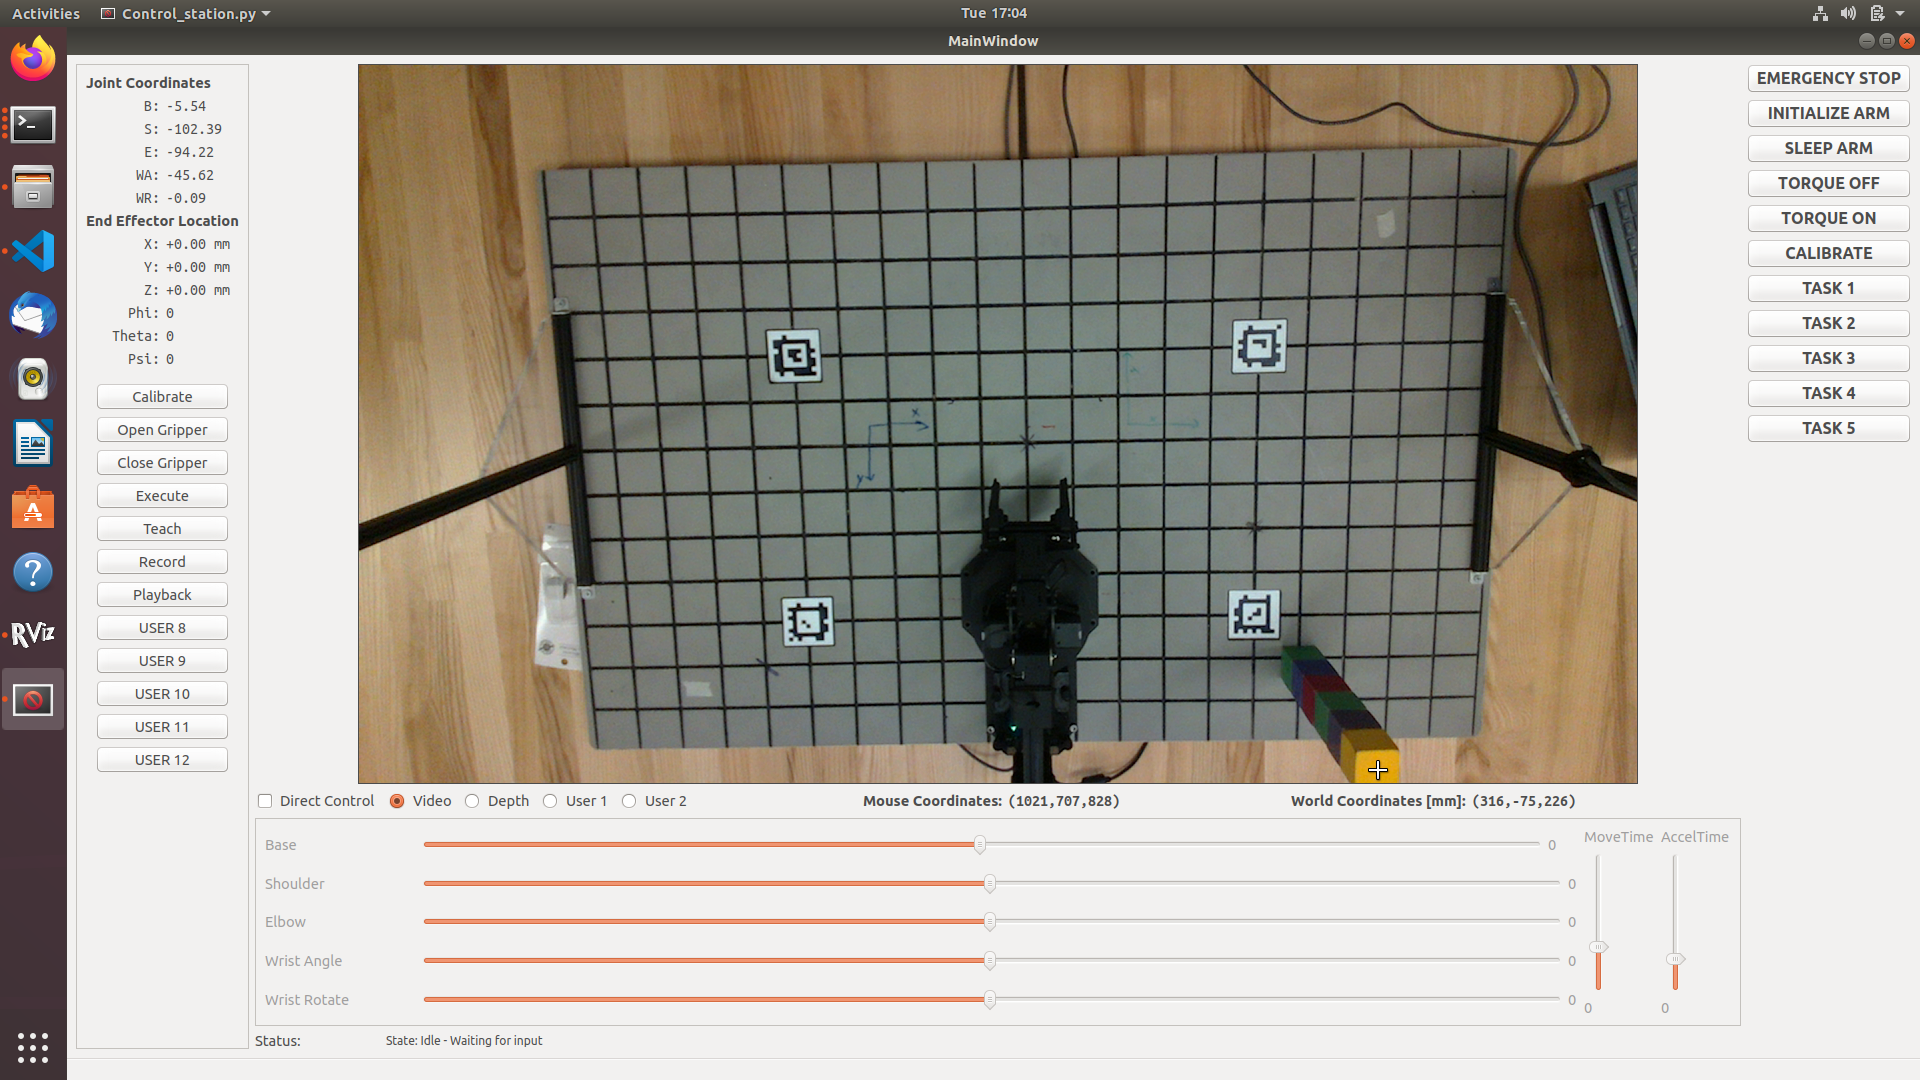 Activities Control_station.py Tue 17:04
MainWindow
Joint Coordinates
B: -5.54
S: -102.39
E: -94.22
WA: -45.62
WR: -0.09
End Effector Location
X: +0.00 mm
Y: +0.00 mm
Z: +0.00 mm
Phi: 0
Theta: 0
Psi: 0
Calibrate
Open Gripper
Close Gripper
Execute
Teach
Record
Playback
USER 8
USER 9
USER 10
USER 11
USER 12
RViz
x
y
EMERGENCY STOP
INITIALIZE ARM
SLEEP ARM
TORQUE OFF
TORQUE ON
CALIBRATE
TASK 1
TASK 2
TASK 3
TASK 4
TASK 5
Direct Control Video Depth User 1 User 2 Mouse Coordinates: (1021,707,828) World Coordinates [mm]: (316,-75,226)
Base 0
Shoulder 0
Elbow 0
Wrist Angle 0
Wrist Rotate 0
MoveTime AccelTime
0 0
Status: State: Idle - Waiting for input